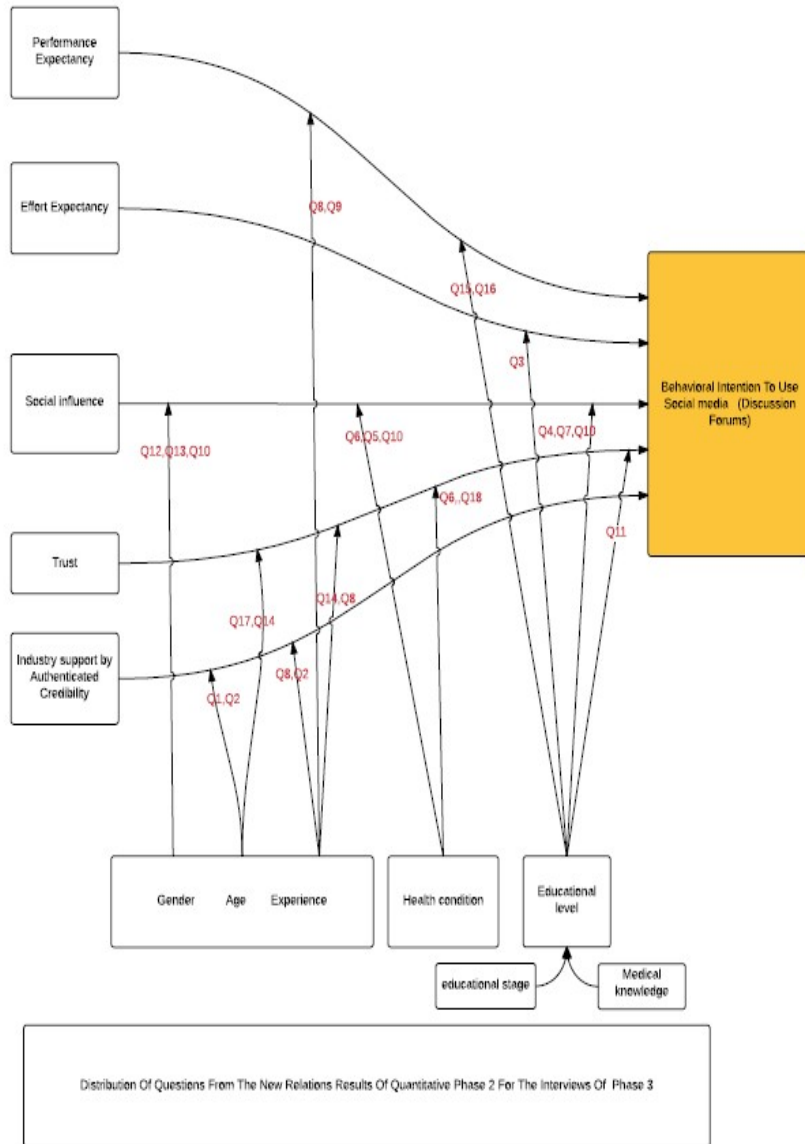 Performance
Expectancy
Q8,Q9
Effort Expectancy
Q15,Q16
Q3
Behavioral Intention To Use
Social media (Discussion
Forums)
Social influence
Q12,Q13,Q10
Q6,Q5,Q10
Q4,Q7,Q10
Q6,,Q18
Q11
Trust
Q14,Q8
Q17,Q14
Industry support by
Authenticated
Credibility
Q8,Q2
Q1,Q2
Gender Age Experience
Health condition
Educational
level
educational stage
Medical
knowledge
Distribution Of Questions From The New Relations Results Of Quantitative Phase 2 For The Interviews Of Phase 3